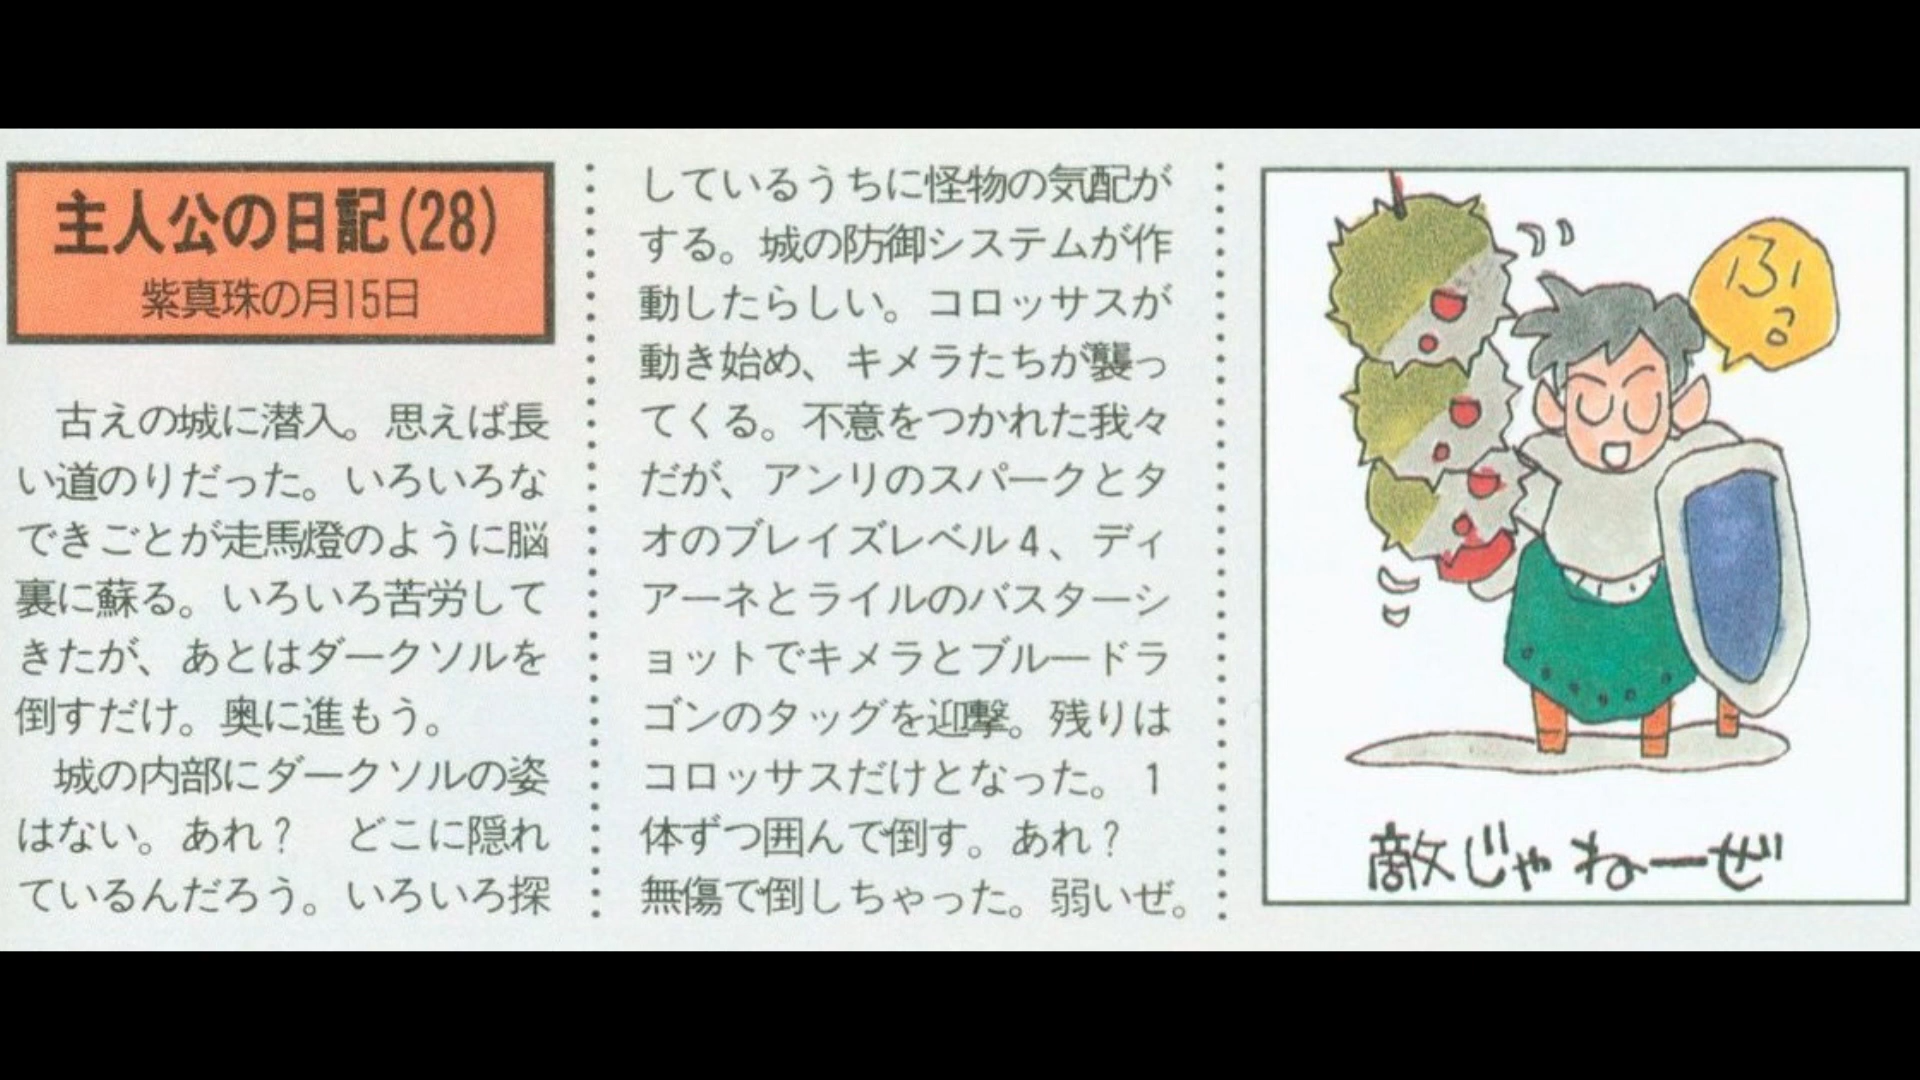 主人公の日記(28)
紫真珠の月15日
古えの城に潜入。思えば長
い道のりだった。いろいろな
できごとが走馬燈のように脳
裏に蘇る。いろいろ苦労して
きたが、あとはダークソルを
倒すだけ。奥に進もう。
城の内部にダークソルの姿
はない。あれ？　どこに隠れ
ているんだろう。いろいろ探
しているうちに怪物の気配が
する。城の防御システムが作
動したらしい。コロッサスが
動き始め、キメラたちが襲っ
てくる。不意をつかれた我々
だが、アンリのスパークとタ
オのブレイズレベル4、ディ
アーネとライルのバスターシ
ョットでキメラとブルードラ
ゴンのタッグを迎撃。残りは
コロッサスだけとなった。1
体ずつ囲んで倒す。あれ？
無傷で倒しちゃった。弱いぜ。
ふっ
敵じゃねーぜ